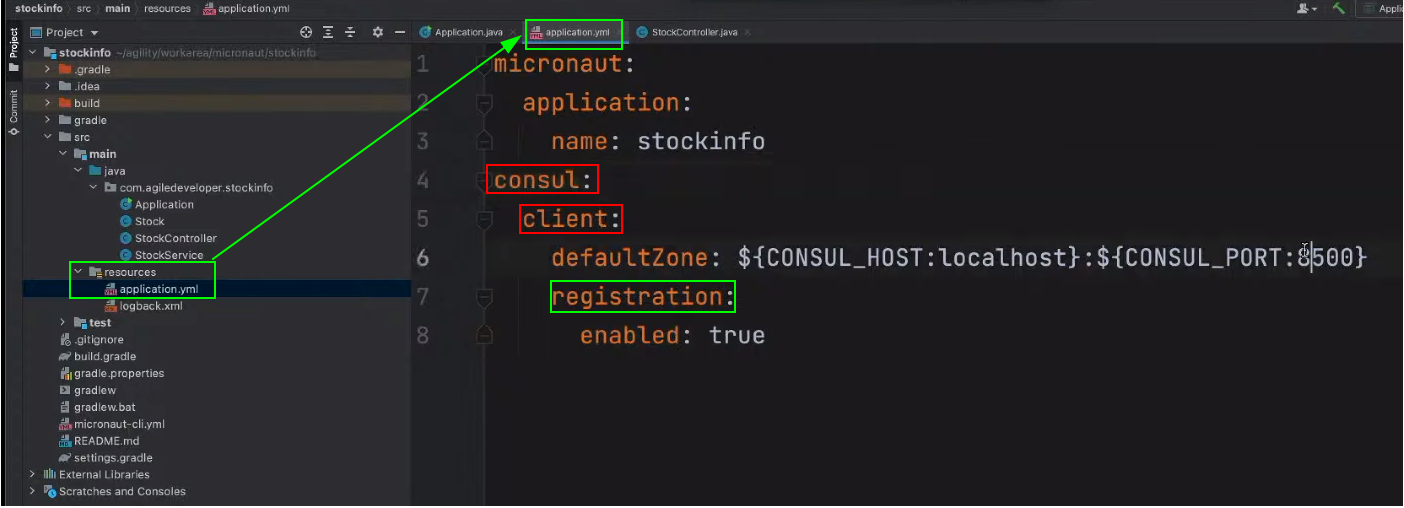 stockinfo src main resources application.yml
Project
Commit
Project
stockinfo ~/agility/workarea/micronaut/stockinfo
.gradle
.idea
build
gradle
src
main
java
com.agiledeveloper.stockinfo
Application
Stock
StockController
StockService
resources
application.yml
logback.xml
test
.gitignore
build.gradle
gradle.properties
gradlew
gradlew.bat
micronaut-cli.yml
README.md
settings.gradle
External Libraries
Scratches and Consoles
Application.java application.yml StockController.java
Appli
1 micronaut:
2 application:
3 name: stockinfo
4 consul:
5 client:
6 defaultZone: ${CONSUL_HOST:localhost}:${CONSUL_PORT:8500}
7 registration:
8 enabled: true